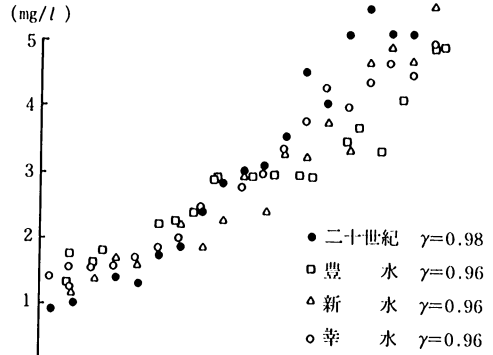 (mg/l)
5
4
3
2
1
● 二十世紀 γ=0.98
□ 豊水 γ=0.96
△ 新水 γ=0.96
○ 幸水 γ=0.96